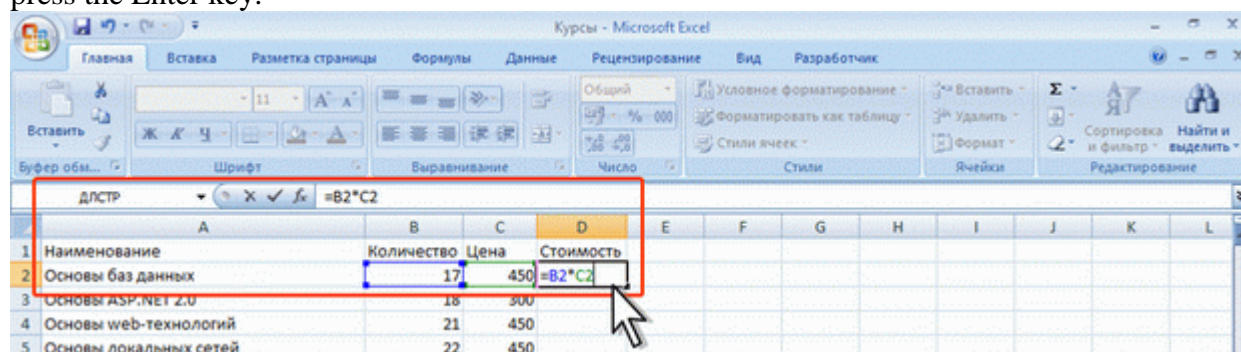 press the Enter key.
Курсы - Microsoft Excel
Главная Вставка Разметка страницы Формулы Данные Рецензирование Вид Разработчик
Вставить
11
Ж К Ч
Общий
% 000
Условное форматирование
Форматировать как таблицу
Стили ячеек
Вставить
Удалить
Формат
Сортировка и фильтр
Найти и выделить
Буфер обм... Шрифт Выравнивание Число Стили Ячейки Редактирование
ДЛСТР =B2*C2
A B C D E F G H I J K L
1 Наименование Количество Цена Стоимость
2 Основы баз данных 17 450 =B2*C2
3 Основы ASP.NET 2.0 18 300
4 Основы web-технологий 21 450
5 Основы локальных сетей 22 450